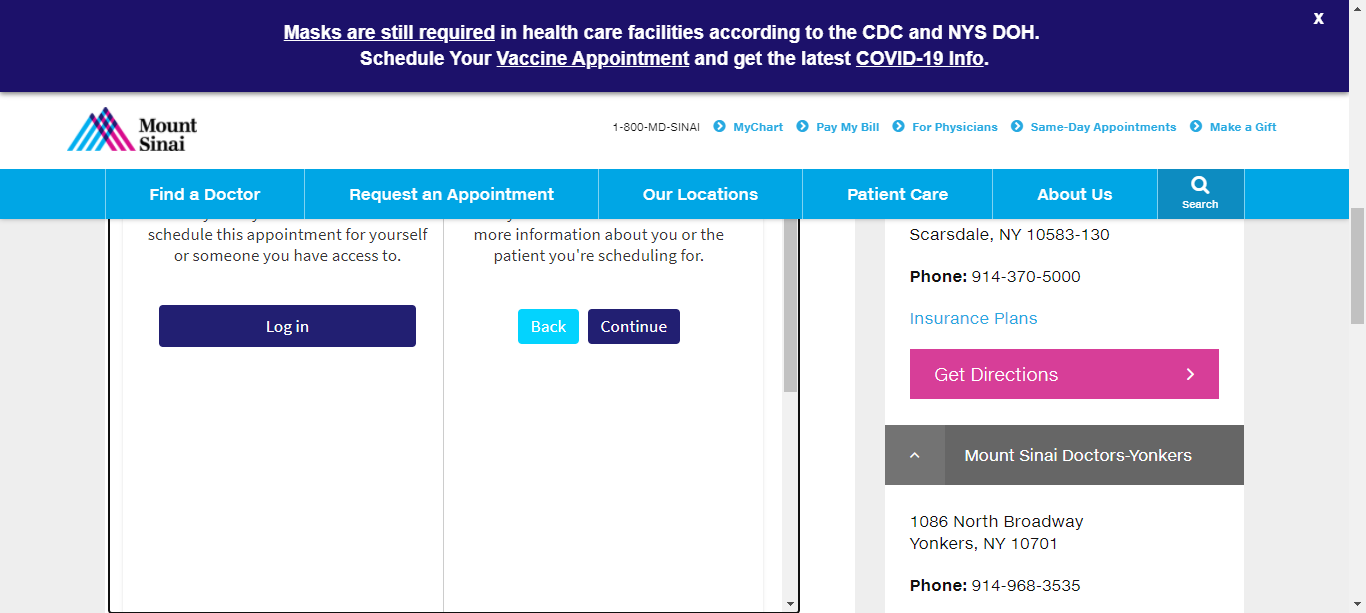 Masks are still required in health care facilities according to the CDC and NYS DOH.
Schedule Your Vaccine Appointment and get the latest COVID-19 Info.
X
Mount
Sinai
1-800-MD-SINAI MyChart Pay My Bill For Physicians Same-Day Appointments Make a Gift
Find a Doctor Request an Appointment Our Locations Patient Care About Us Search
schedule this appointment for yourself
or someone you have access to.
Log in
more information about you or the
patient you're scheduling for.
Back Continue
Scarsdale, NY 10583-130
Phone: 914-370-5000
Insurance Plans
Get Directions
Mount Sinai Doctors-Yonkers
1086 North Broadway
Yonkers, NY 10701
Phone: 914-968-3535